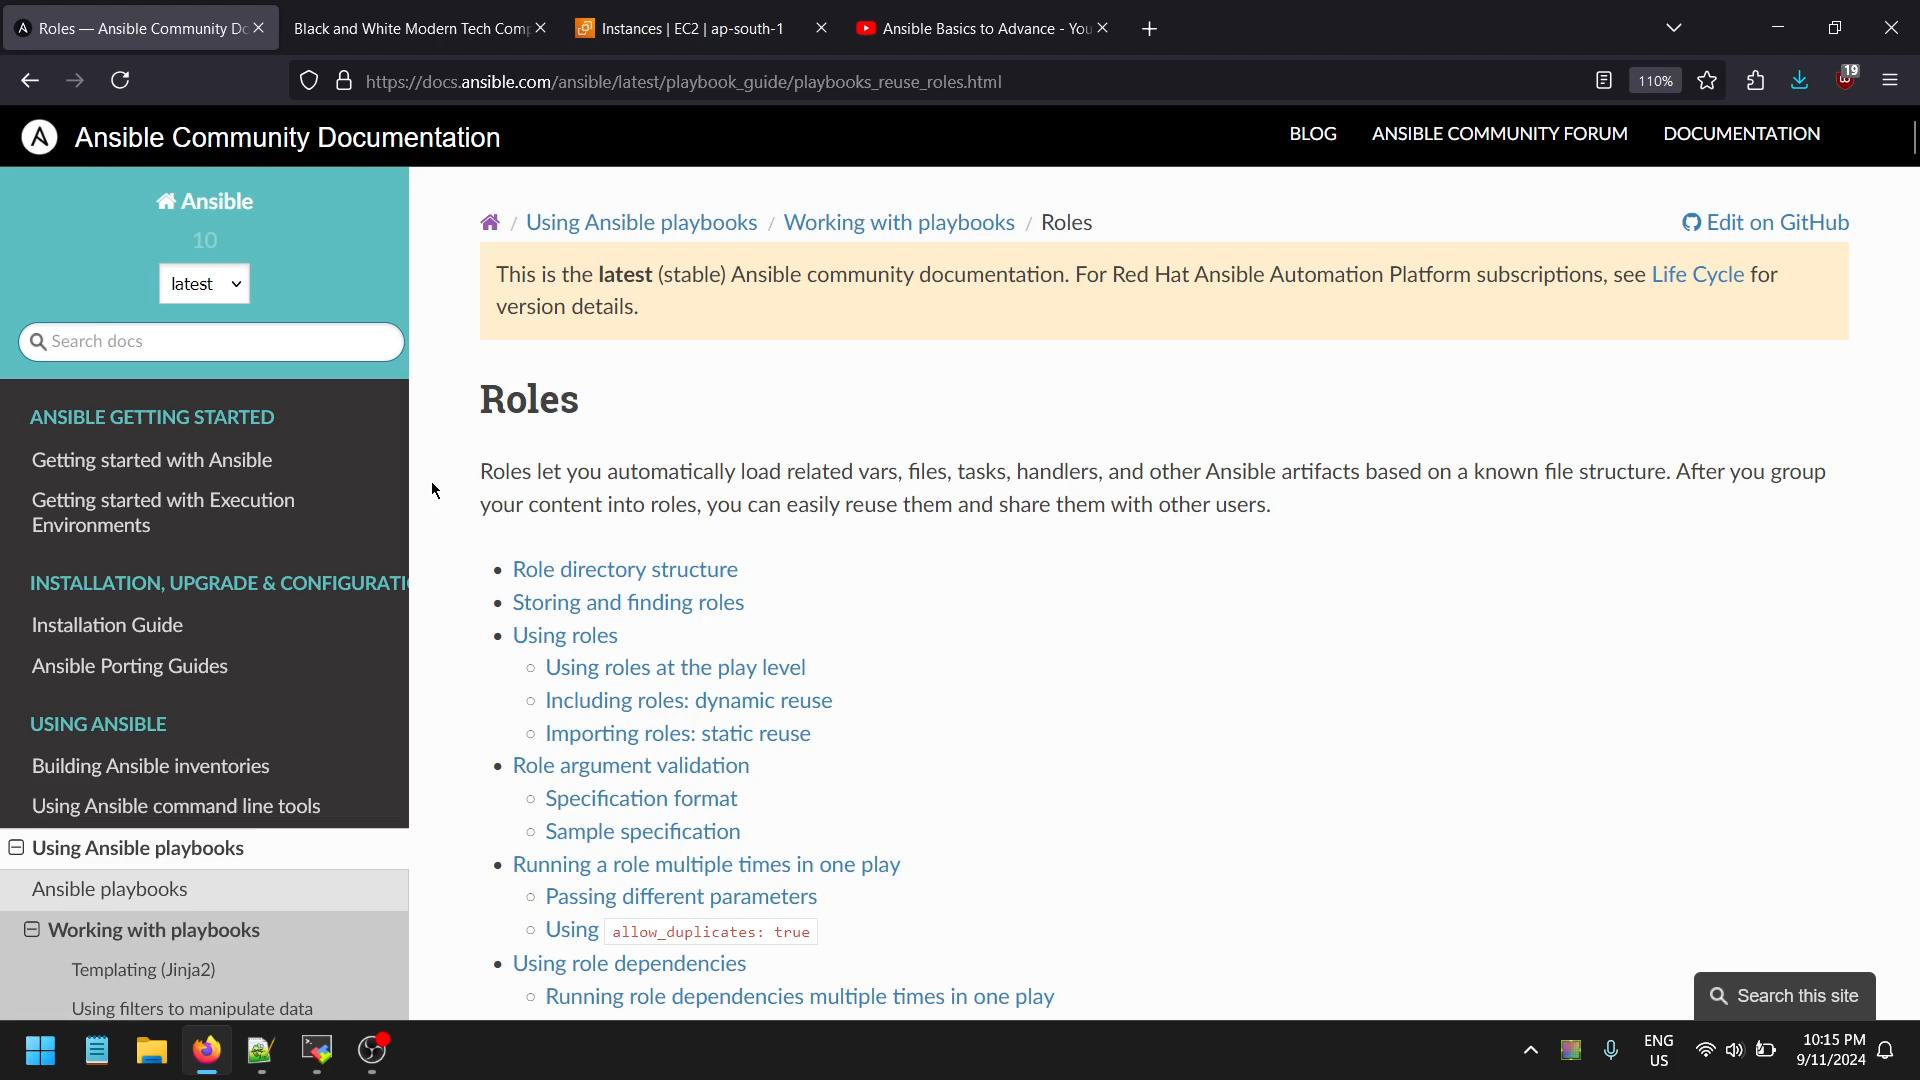 Roles — Ansible Community Do
Black and White Modern Tech Com
Instances | EC2 | ap-south-1
Ansible Basics to Advance - You
https://docs.ansible.com/ansible/latest/playbook_guide/playbooks_reuse_roles.html
110%
19
Ansible Community Documentation
BLOG
ANSIBLE COMMUNITY FORUM
DOCUMENTATION
Ansible
10
latest
Search docs
ANSIBLE GETTING STARTED
Getting started with Ansible
Getting started with Execution
Environments
INSTALLATION, UPGRADE & CONFIGURATI
Installation Guide
Ansible Porting Guides
USING ANSIBLE
Building Ansible inventories
Using Ansible command line tools
Using Ansible playbooks
Ansible playbooks
Working with playbooks
Templating (Jinja2)
Using filters to manipulate data
/ Using Ansible playbooks / Working with playbooks / Roles
Edit on GitHub
This is the latest (stable) Ansible community documentation. For Red Hat Ansible Automation Platform subscriptions, see Life Cycle for
version details.
Roles
Roles let you automatically load related vars, files, tasks, handlers, and other Ansible artifacts based on a known file structure. After you group
your content into roles, you can easily reuse them and share them with other users.
Role directory structure
Storing and finding roles
Using roles
Using roles at the play level
Including roles: dynamic reuse
Importing roles: static reuse
Role argument validation
Specification format
Sample specification
Running a role multiple times in one play
Passing different parameters
Using allow_duplicates: true
Using role dependencies
Running role dependencies multiple times in one play
Search this site
ENG
US
10:15 PM
9/11/2024